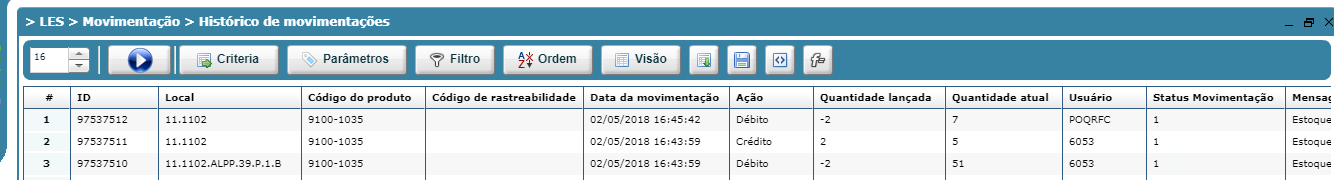 > LES > Movimentação > Histórico de movimentações
16 Criteria Parâmetros Filtro Ordem Visão
# ID Local Código do produto Código de rastreabilidade Data da movimentação Ação Quantidade lançada Quantidade atual Usuário Status Movimentação Mensag
1 97537512 11.1102 9100-1035 02/05/2018 16:45:42 Débito -2 7 POQRFC 1 Estoque
2 97537511 11.1102 9100-1035 02/05/2018 16:43:59 Crédito 2 5 6053 1 Estoque
3 97537510 11.1102.ALPP.39.P.1.B 9100-1035 02/05/2018 16:43:59 Débito -2 51 6053 1 Estoque